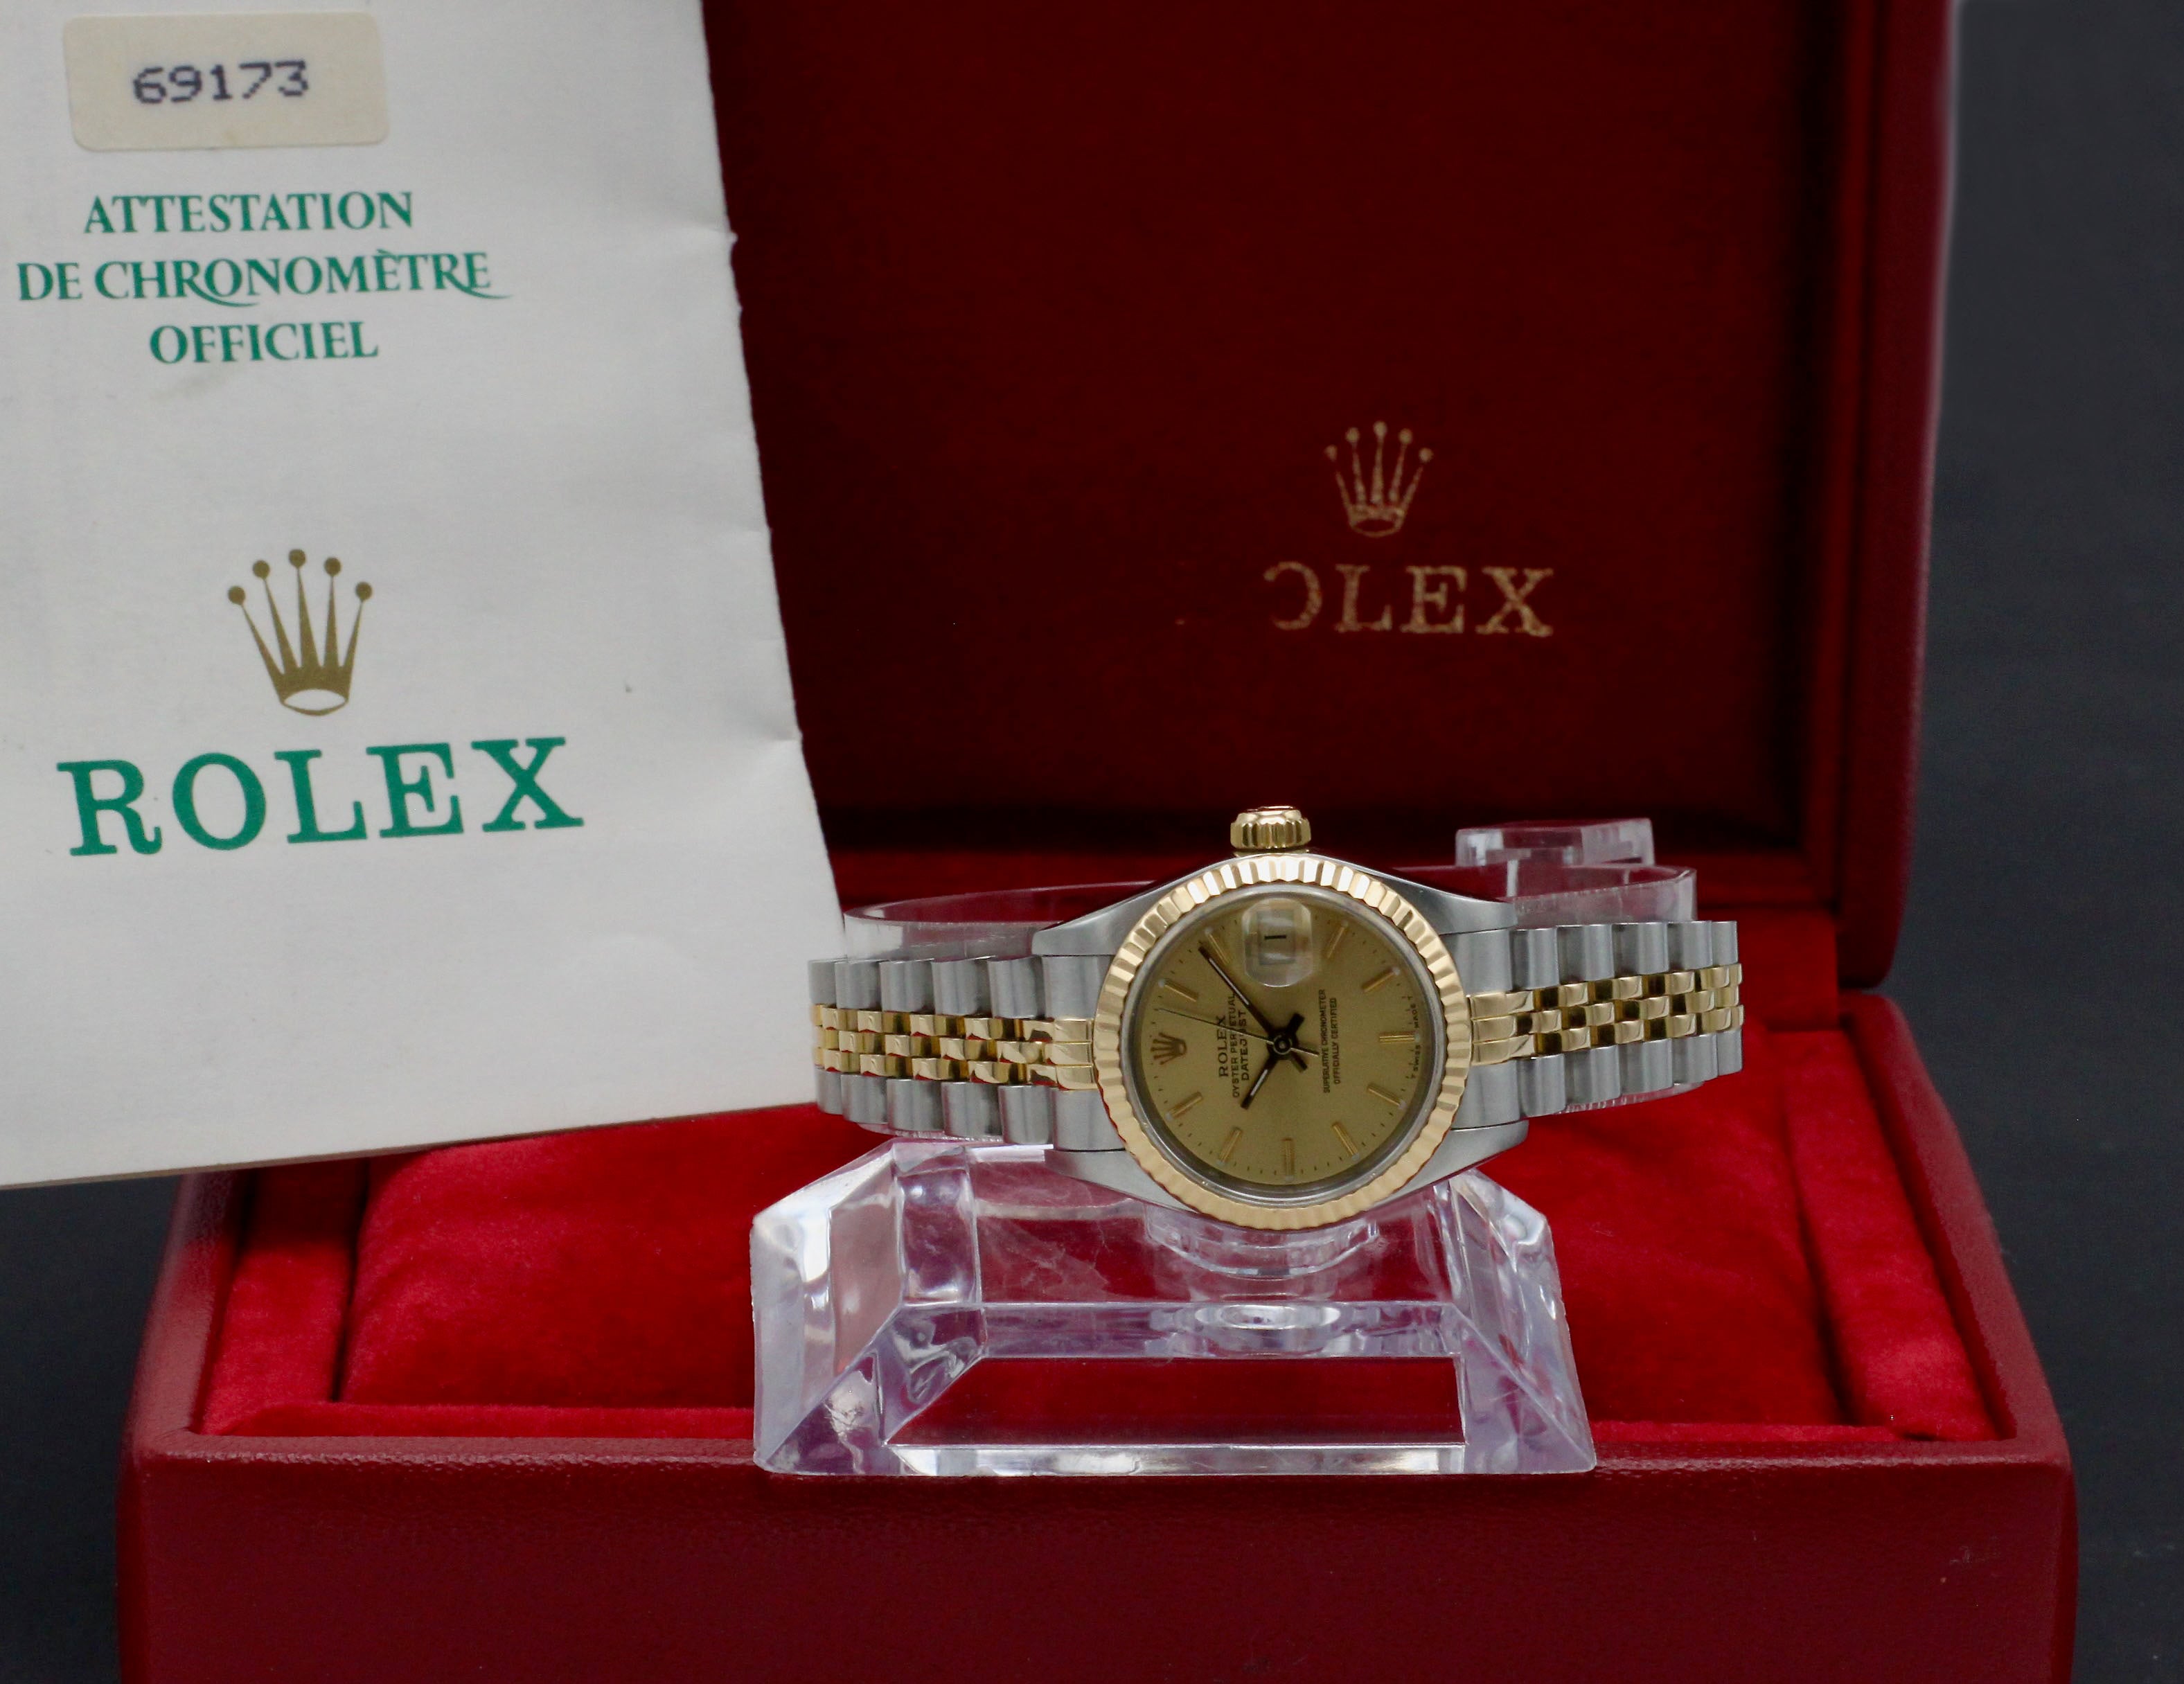 69173
ATTESTATION
DE CHRONOMÈTRE
OFFICIEL
ROLEX
OLEX
ROLEX
OYSTER PERPETUAL
DATEJUST
SUPERLATIVE CHRONOMETER
OFFICIALLY CERTIFIED